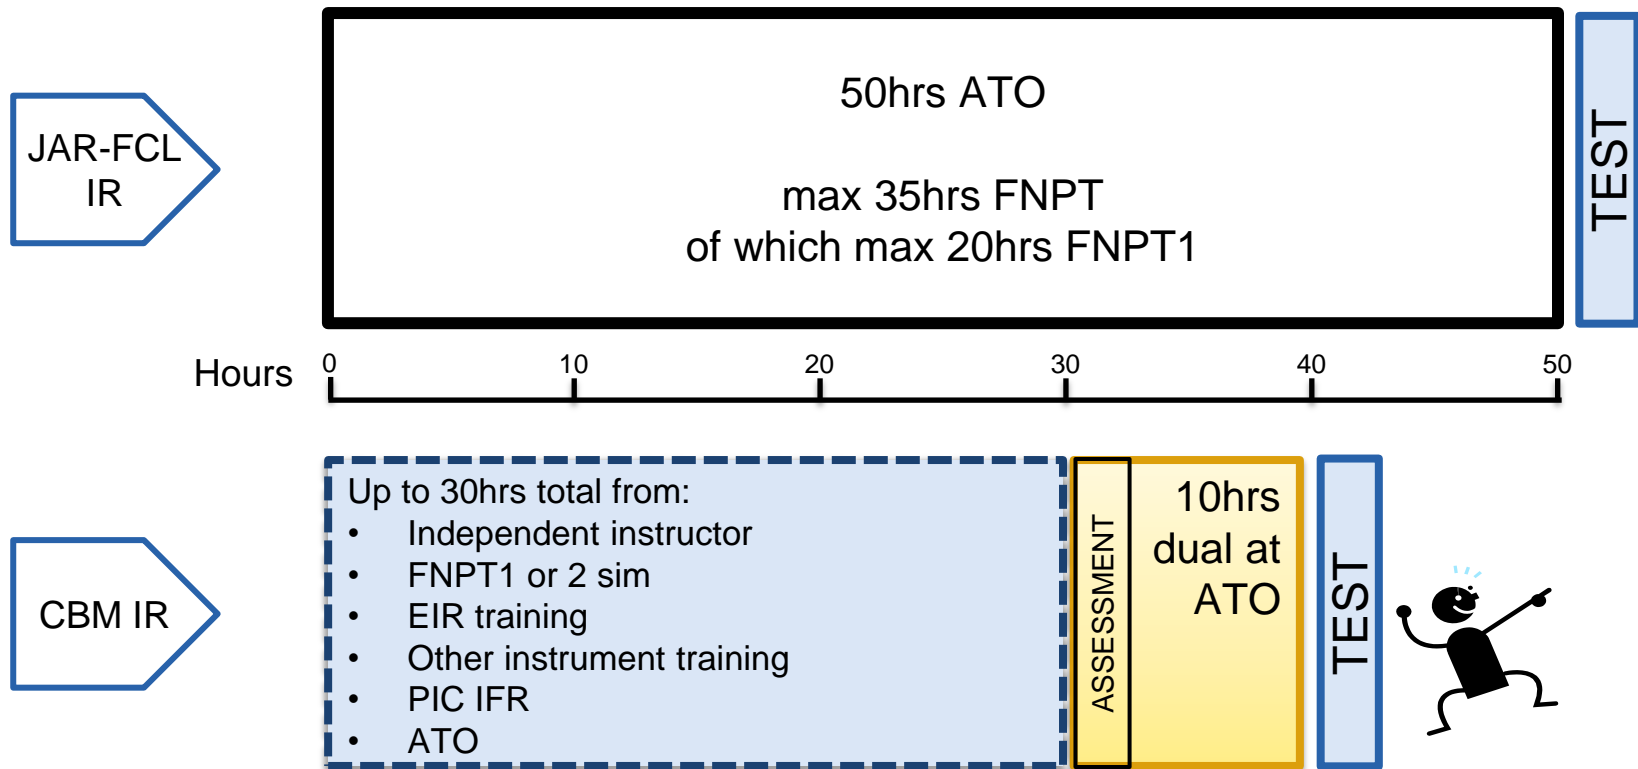 JAR-FCL
IR
50hrs ATO
max 35hrs FNPT
of which max 20hrs FNPT1
TEST
Hours
0 10 20 30 40 50
CBM IR
Up to 30hrs total from:
• Independent instructor
• FNPT1 or 2 sim
• EIR training
• Other instrument training
• PIC IFR
• ATO
ASSESSMENT
10hrs
dual at
ATO
TEST